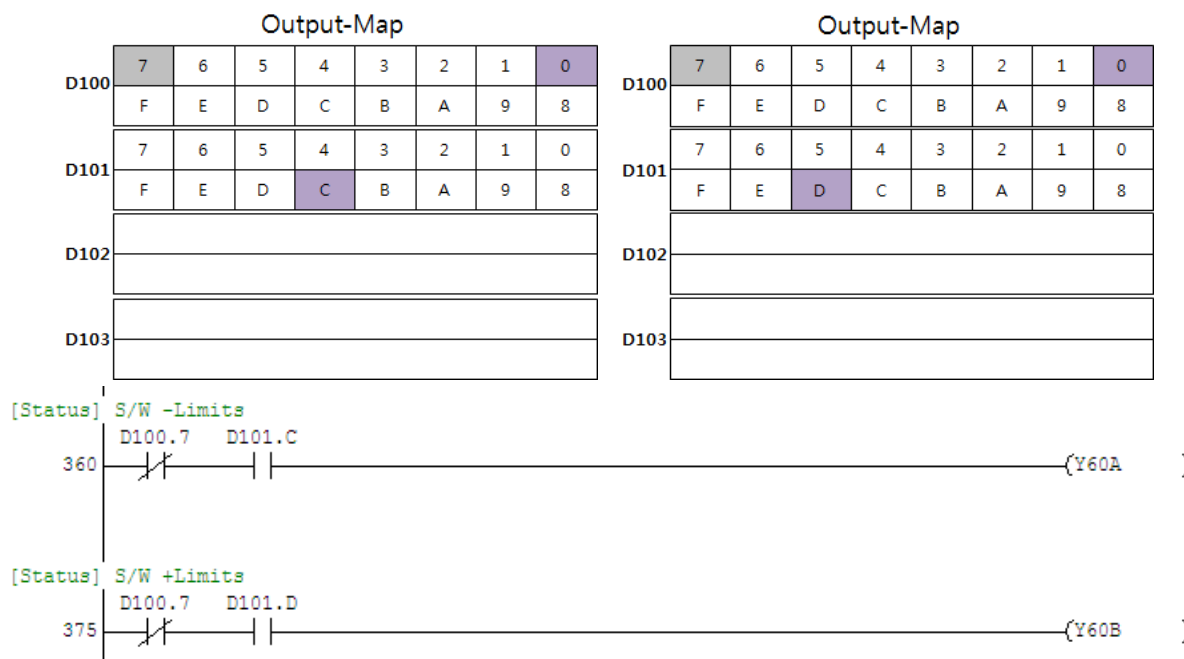 Output-Map Output-Map
D100 7 6 5 4 3 2 1 0 D100 7 6 5 4 3 2 1 0
F E D C B A 9 8 F E D C B A 9 8
D101 7 6 5 4 3 2 1 0 D101 7 6 5 4 3 2 1 0
F E D C B A 9 8 F E D C B A 9 8
D102 D102
D103 D103
[Status] S/W -Limits
D100.7 D101.C
360 (Y60A )
[Status] S/W +Limits
D100.7 D101.D
375 (Y60B )